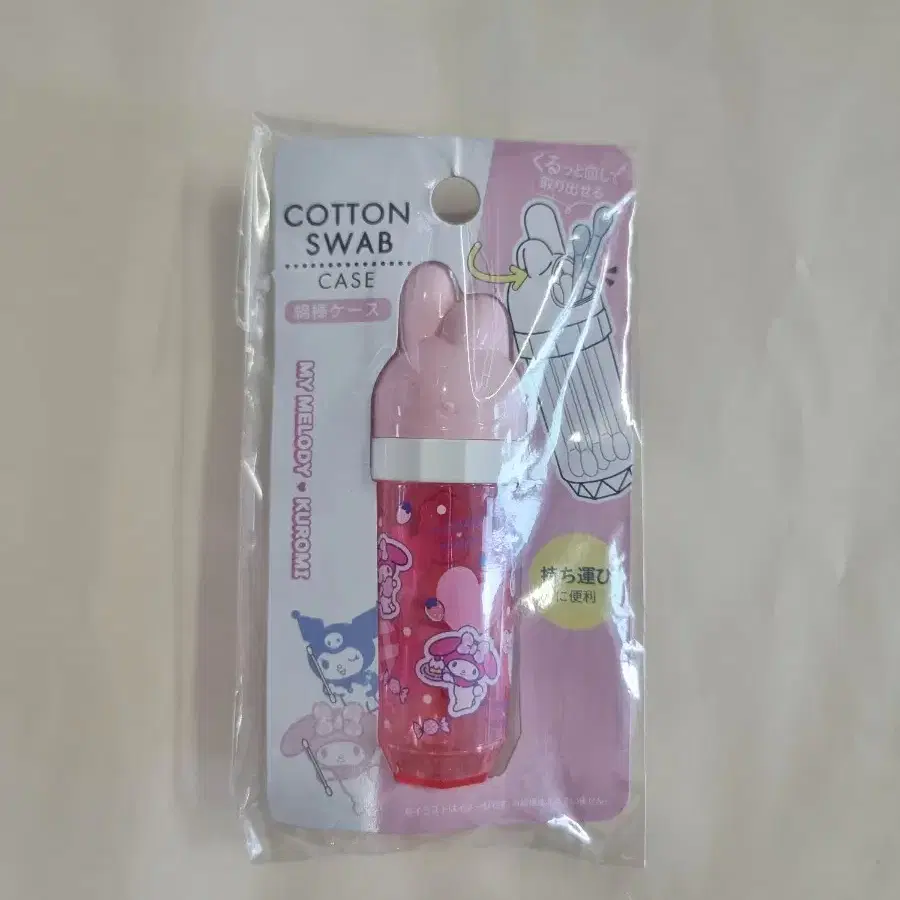 COTTON
SWAB
CASE
綿棒ケース
MY MELODY ♥ KUROMI
くるっと回して
取り出せる
持ち運び
に便利